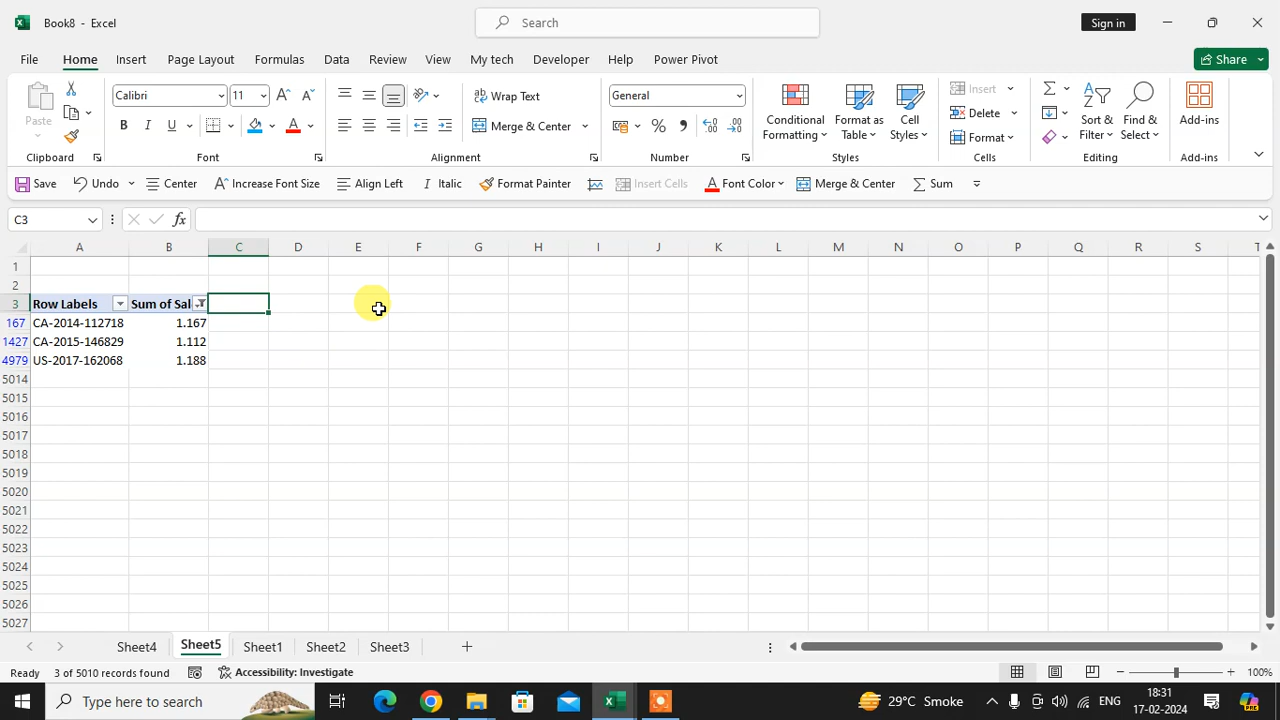 Book8 - Excel
Search
Sign in
File Home Insert Page Layout Formulas Data Review View Developer My tech Help Power Pivot
Share
Paste
Clipboard
Calibri 11
B I U
Font
Wrap Text
Merge & Center
Alignment
General
Number
Conditional Formatting
Format as Table
Cell Styles
Styles
Insert
Delete
Format
Cells
Sort & Filter
Find & Select
Editing
Add-ins
Add-ins
Save Undo Center Increase Font Size Align Left Italic Format Painter Insert Cells Font Color Merge & Center Sum
C3
A B C D E F G H I J K L M N O P Q R S T
1
2
3 Row Labels Sum of Sal
167 CA-2014-112718 1.167
1427 CA-2015-146829 1.112
4979 US-2017-162068 1.188
5014
5015
5016
5017
5018
5019
5020
5021
5022
5023
5024
5025
5026
5027
Sheet4 Sheet5 Sheet1 Sheet2 Sheet3
Ready 3 of 5010 records found Accessibility: Investigate 100%
Type here to search
29°C Smoke
ENG
18:31
17-02-2024